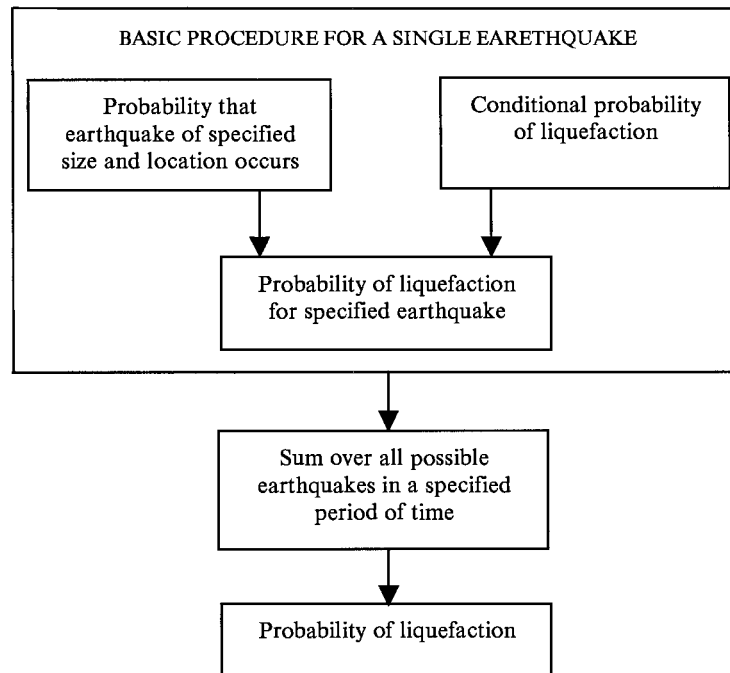 BASIC PROCEDURE FOR A SINGLE EARETHQUAKE
Probability that
earthquake of specified
size and location occurs
Conditional probability
of liquefaction
Probability of liquefaction
for specified earthquake
Sum over all possible
earthquakes in a specified
period of time
Probability of liquefaction